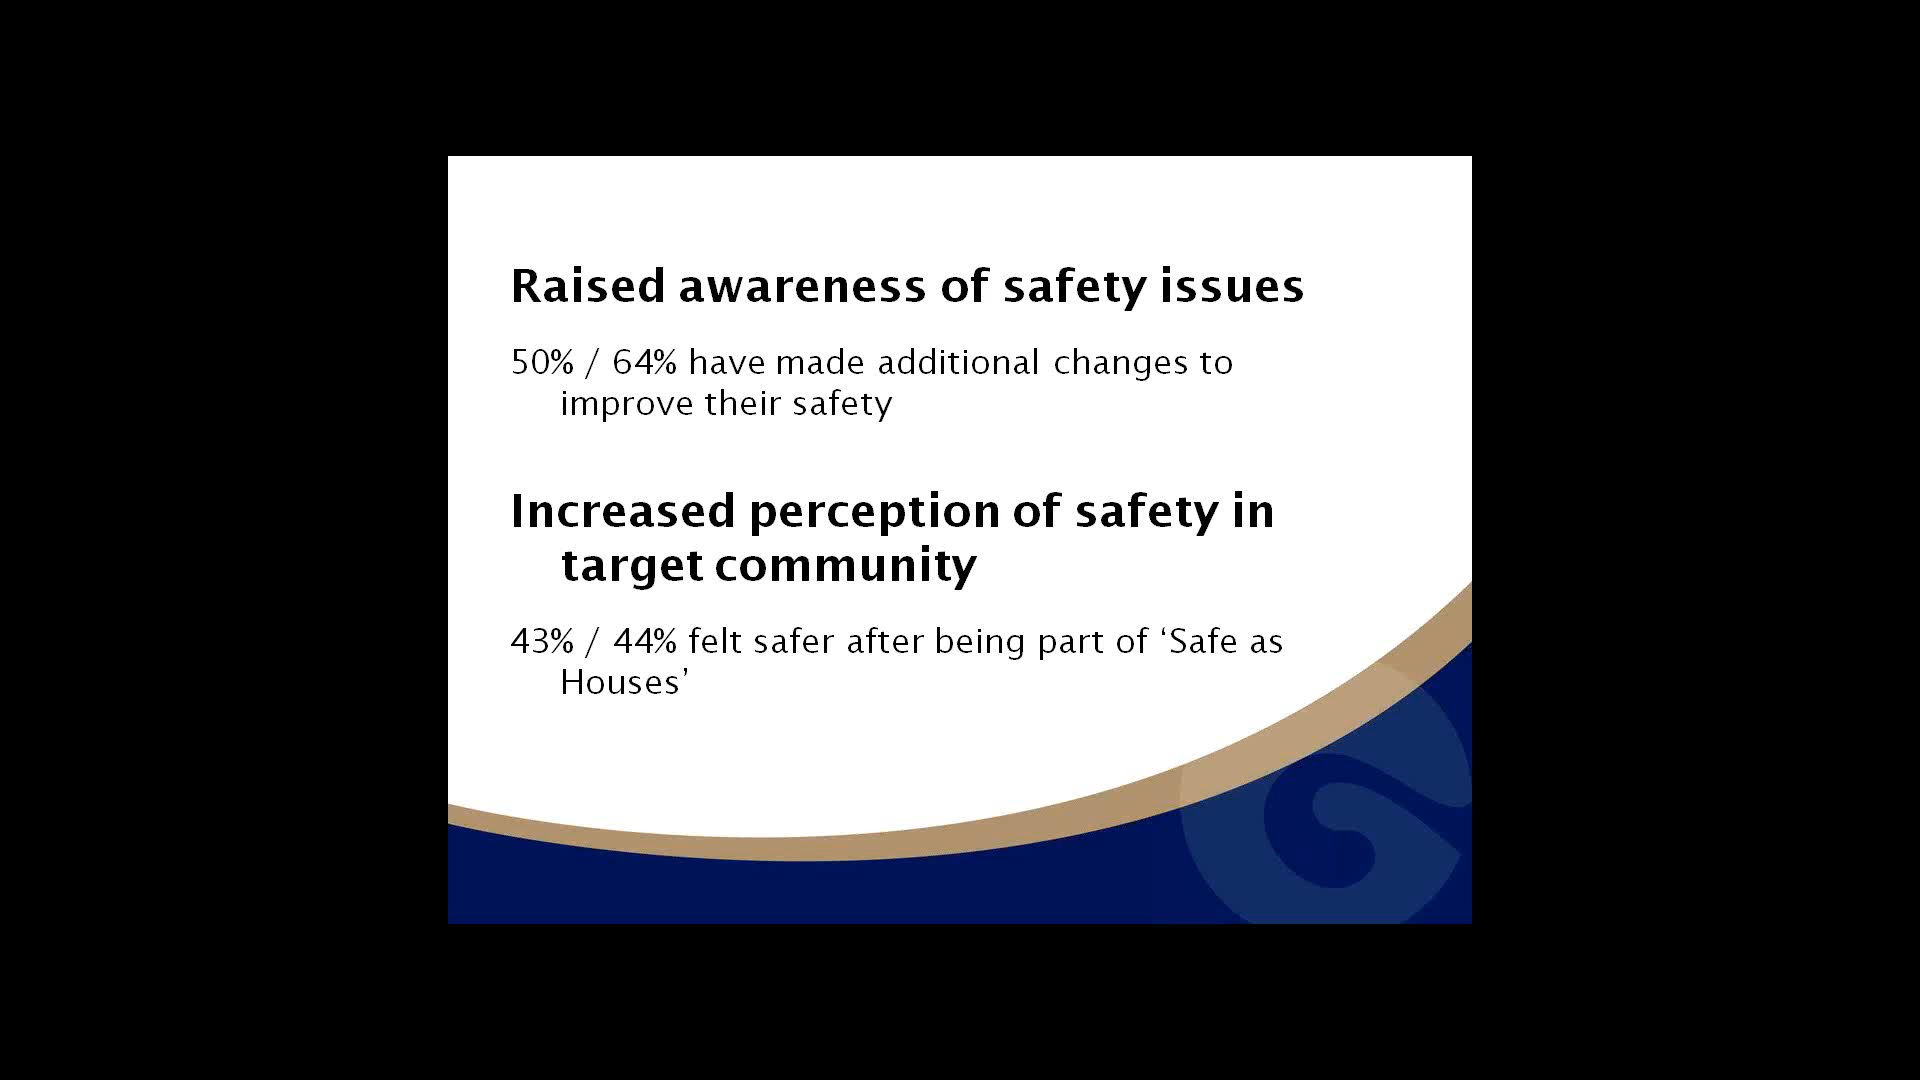 Raised awareness of safety issues
50% / 64% have made additional changes to
improve their safety
Increased perception of safety in
target community
43% / 44% felt safer after being part of ‘Safe as
Houses’